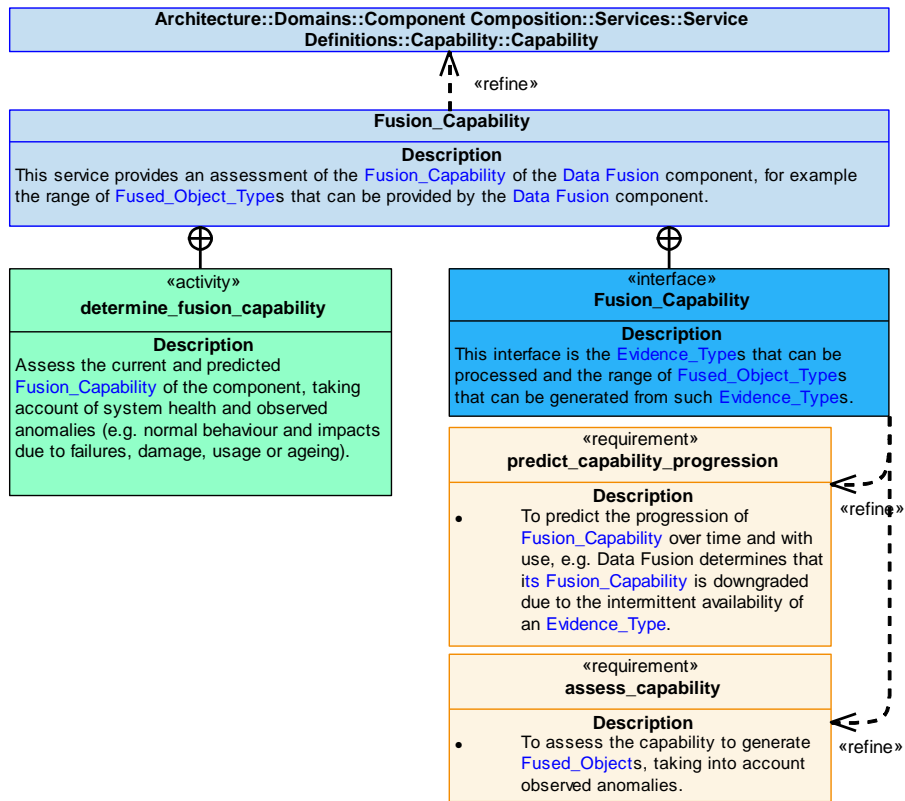 Architecture::Domains::Component Composition::Services::Service
Definitions::Capability::Capability
«refine»
Fusion_Capability
Description
This service provides an assessment of the Fusion_Capability of the Data Fusion component, for example
the range of Fused_Object_Types that can be provided by the Data Fusion component.
«activity»
determine_fusion_capability
Description
Assess the current and predicted
Fusion_Capability of the component, taking
account of system health and observed
anomalies (e.g. normal behaviour and impacts
due to failures, damage, usage or ageing).
«interface»
Fusion_Capability
Description
This interface is the Evidence_Types that can be
processed and the range of Fused_Object_Types
that can be generated from such Evidence_Types.
«requirement»
predict_capability_progression
Description
• To predict the progression of
Fusion_Capability over time and with
use, e.g. Data Fusion determines that
its Fusion_Capability is downgraded
due to the intermittent availability of
an Evidence_Type.
«refine»
«requirement»
assess_capability
Description
• To assess the capability to generate
Fused_Objects, taking into account
observed anomalies.
«refine»